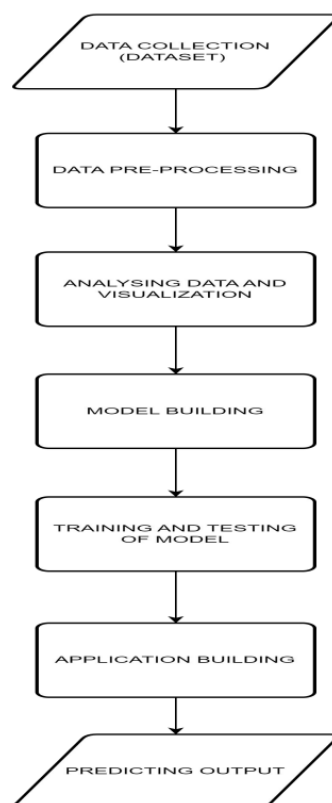 DATA COLLECTION
(DATASET)
DATA PRE-PROCESSING
ANALYSING DATA AND
VISUALIZATION
MODEL BUILDING
TRAINING AND TESTING
OF MODEL
APPLICATION BUILDING
PREDICTING OUTPUT